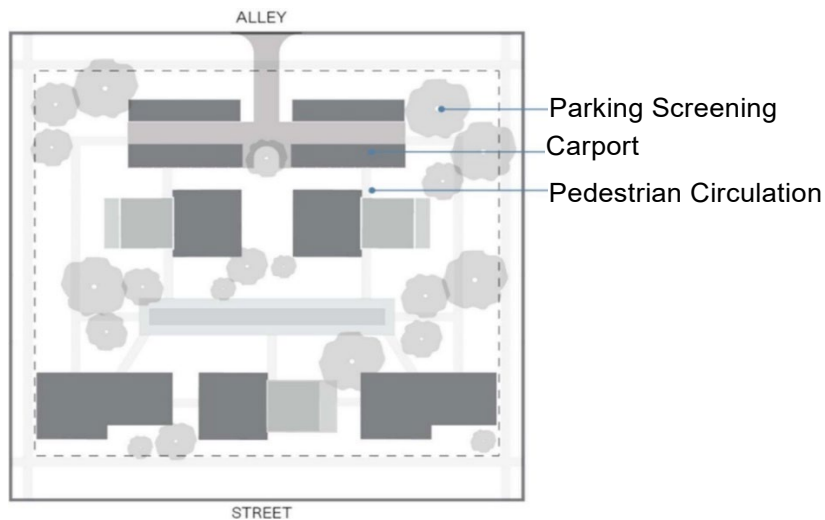 ALLEY
Parking Screening
Carport
Pedestrian Circulation
STREET